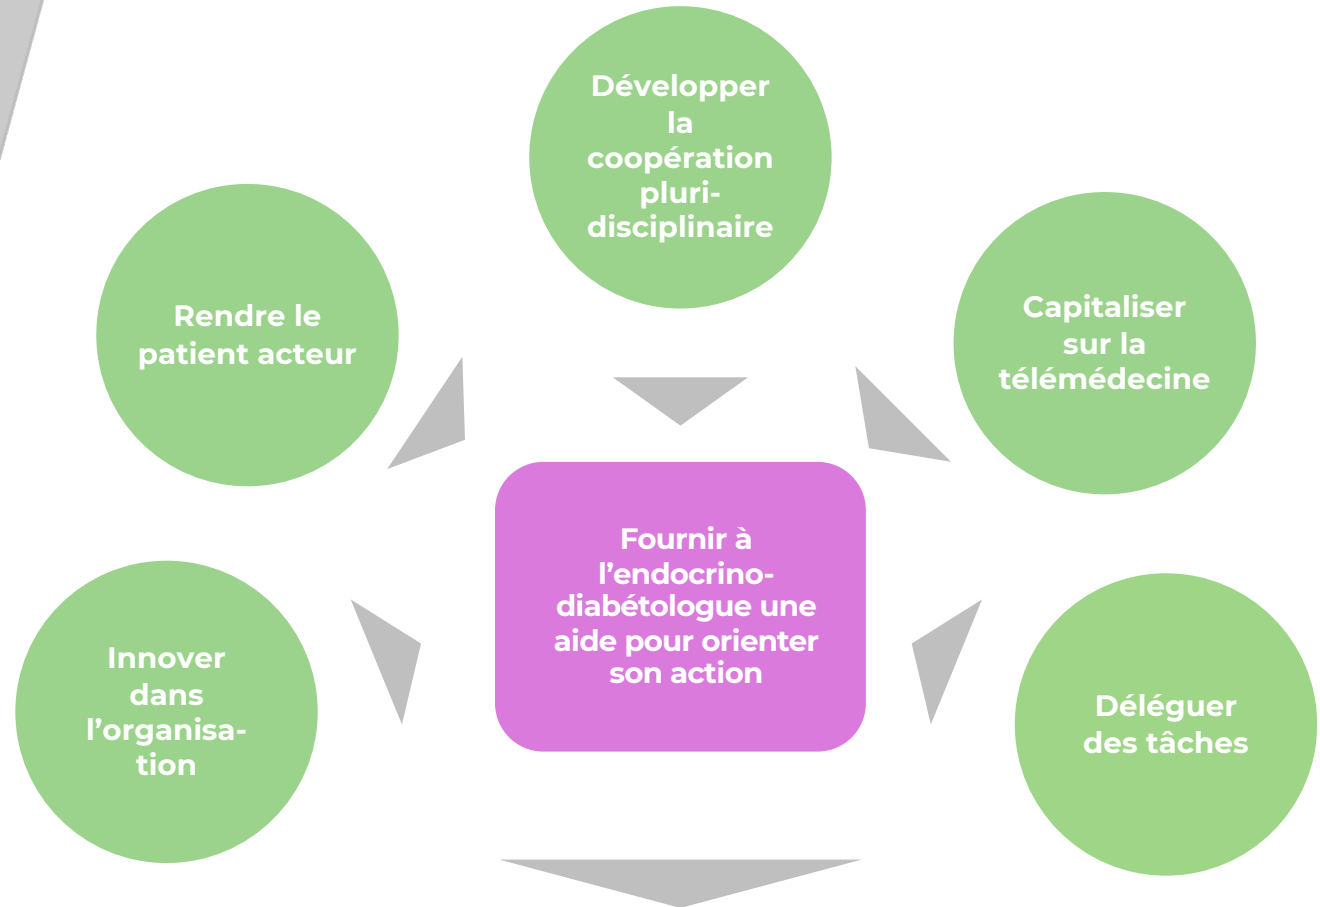 Développer
la
coopération
pluri-
disciplinaire
Rendre le
patient acteur
Capitaliser
sur la
télémédecine
Fournir à
l’endocrino-
diabétologue une
aide pour orienter
son action
Innover
dans
l’organisa-
tion
Déléguer
des tâches